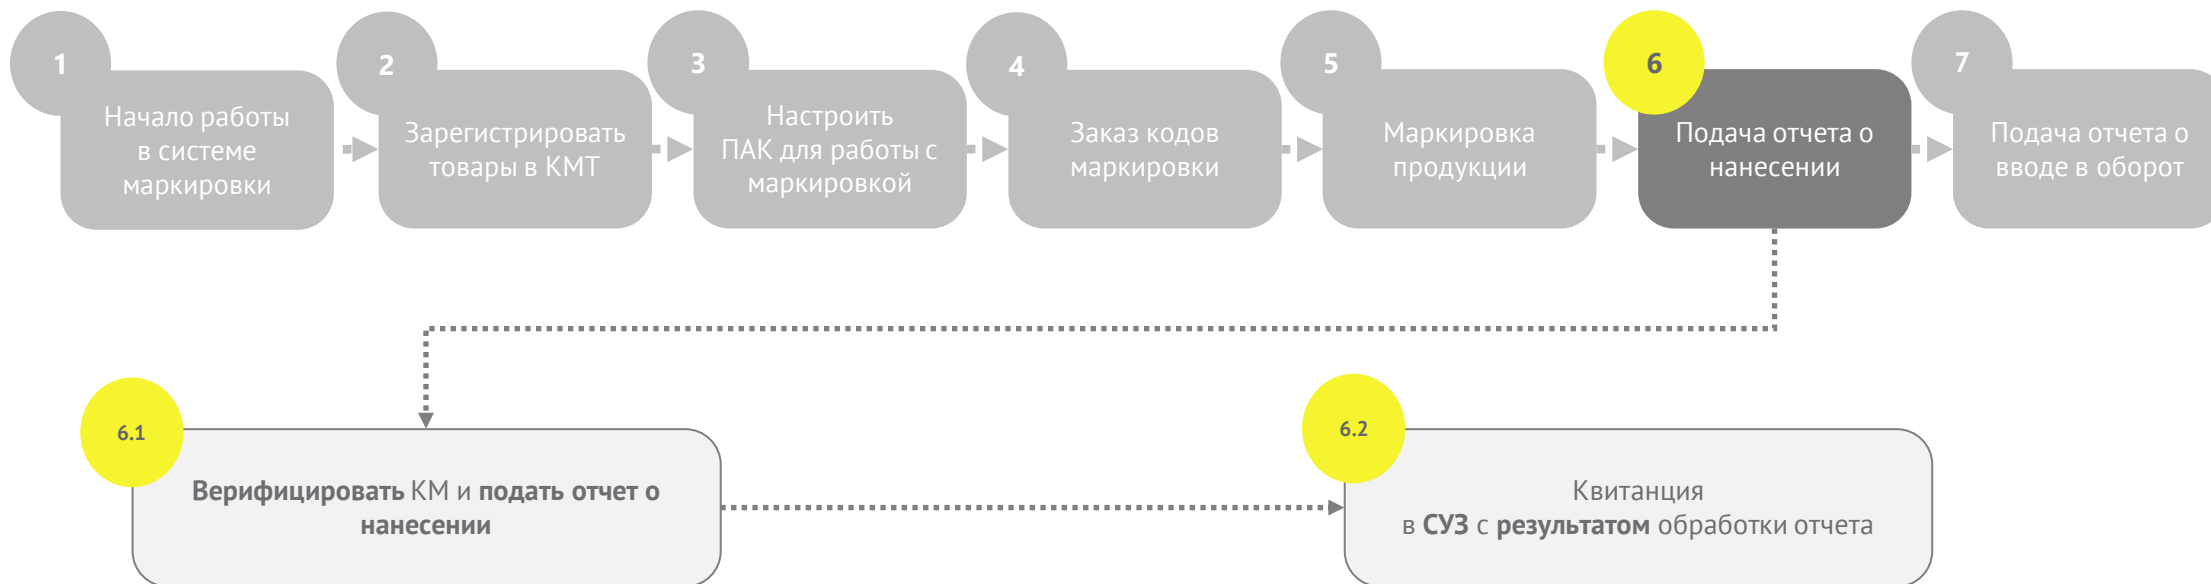 1
Начало работы
в системе
маркировки
2
Зарегистрировать
товары в КМТ
3
Настроить
ПАК для работы с
маркировкой
4
Заказ кодов
маркировки
5
Маркировка
продукции
6
Подача отчета о
нанесении
7
Подача отчета о
вводе в оборот
6.1
Верифицировать КМ и подать отчет о
нанесении
6.2
Квитанция
в СУЗ с результатом обработки отчета